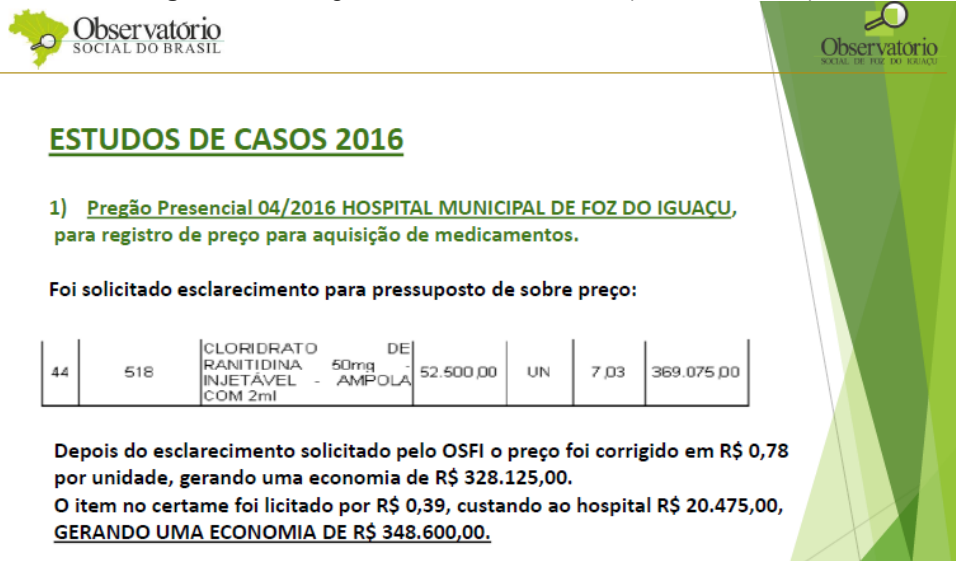 Observatório
SOCIAL DO BRASIL
Observatório
SOCIAL DE FOZ DO IGUAÇU
ESTUDOS DE CASOS 2016
1) Pregão Presencial 04/2016 HOSPITAL MUNICIPAL DE FOZ DO IGUAÇU,
para registro de preço para aquisição de medicamentos.
Foi solicitado esclarecimento para pressuposto de sobre preço:
44 518 CLORIDRATO DE RANITIDINA 50mg - INJETÁVEL - AMPOLA COM 2ml 52.500,00 UN 7,03 369.075,00
Depois do esclarecimento solicitado pelo OSFI o preço foi corrigido em R$ 0,78
por unidade, gerando uma economia de R$ 328.125,00.
O item no certame foi licitado por R$ 0,39, custando ao hospital R$ 20.475,00,
GERANDO UMA ECONOMIA DE R$ 348.600,00.